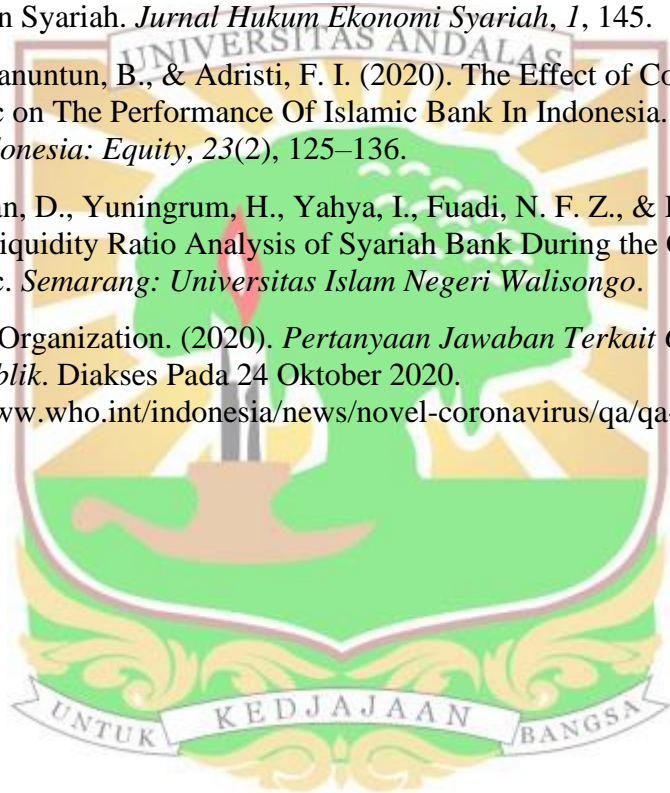 n Syariah. Jurnal Hukum Ekonomi Syariah, 1, 145.
UNIVERSITAS ANDALAS
anuntun, B., & Adristi, F. I. (2020). The Effect of Co
c on The Performance Of Islamic Bank In Indonesia.
onesia: Equity, 23(2), 125–136.
an, D., Yuningrum, H., Yahya, I., Fuadi, N. F. Z., &
iquidity Ratio Analysis of Syariah Bank During the
c. Semarang: Universitas Islam Negeri Walisongo.
Organization. (2020). Pertanyaan Jawaban Terkait
blik. Diakses Pada 24 Oktober 2020.
ww.who.int/indonesia/news/novel-coronavirus/qa/qa-
UNTUK KEDJAJAAN BANGSA